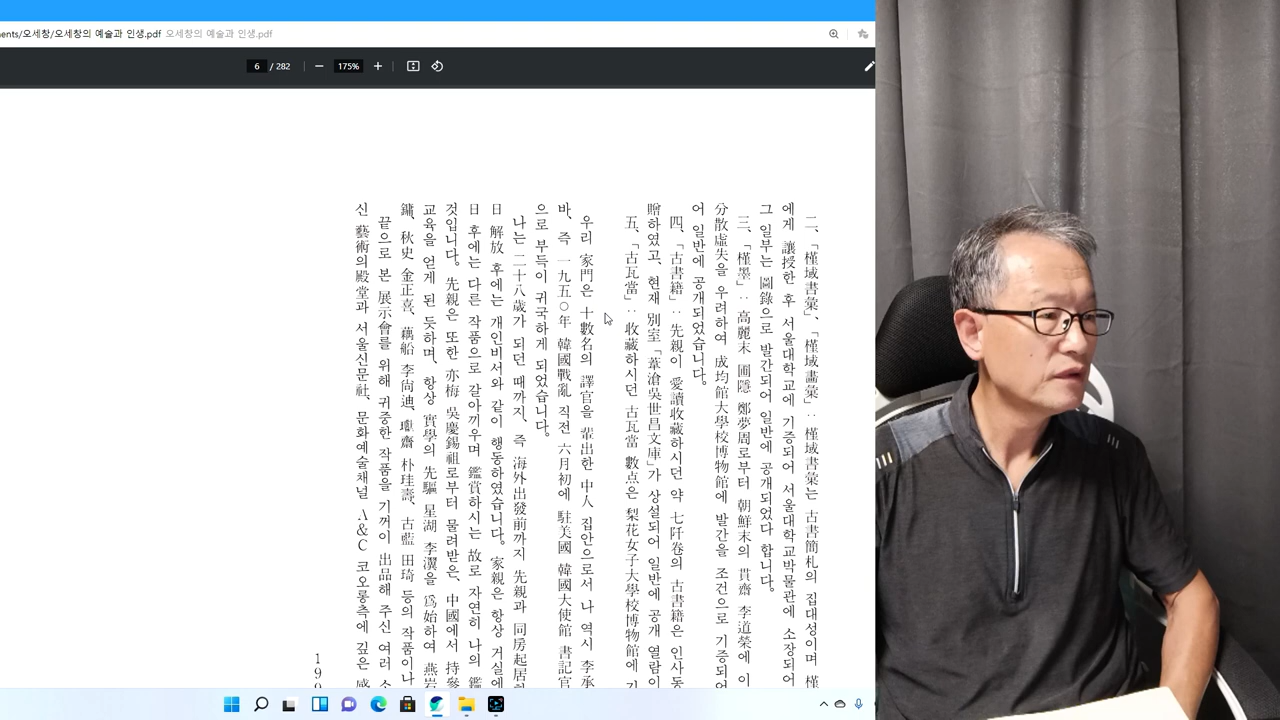 ents/오세창/오세창의 예술과 인생.pdf 오세창의 예술과 인생.pdf
6 / 282
175%
二、「槿域書彙」、「槿域畵彙」: 槿域書彙는 古書簡札의 집대성이며 槿
에게 讓授한 후 서울대학교에 기증되어 서울대학교박물관에 소장되어
그 일부는 圖錄으로 발간되어 일반에 공개되었다 합니다。
三、「槿墨」: 高麗末 圃隱 鄭夢周로부터 朝鮮末의 貫齋 李道榮에 이
分散虛失을 우려하여 成均館大學校博物館에 발간을 조건으로 기증되었
어 일반에 공개되었습니다。
四、「古書籍」: 先親이 愛讀收藏하시던 약 七阡卷의 古書籍은 인사동
贈하였고、현재 別室「葦滄吳世昌文庫」가 상설되어 일반에 공개 열람이
五、「古瓦當」: 收藏하시던 古瓦當 數点은 梨花女子大學校博物館에 기
우리 家門은 十數名의 譯官을 輩出한 中人 집안으로서 나 역시 李承
바、즉 一九五○年 韓國戰亂 직전 六月初에 駐美國 韓國大使館 書記官
으로 부득이 귀국하게 되었습니다。
나는 二十八歲가 되던 때까지、즉 海外出發前까지 先親과 同房起居하
日 解放 후에는 개인비서와 같이 행동하였습니다。 家親은 항상 거실에
日 후에는 다른 작품으로 갈아끼우며 鑑賞하시는 故로 자연히 나의 鑑
것입니다。先親은 또한 亦梅 吳慶錫祖로부터 물려받은、中國에서 持參
교육을 얻게 된 듯하며、항상 實學의 先驅 星湖 李瀷을 爲始하여 燕岩
鏞、秋史 金正喜、藕船 李尙迪、瓛齋 朴珪壽、古藍 田琦 등의 작품이나
끝으로 본 展示會를 위해 귀중한 작품을 기꺼이 出品해 주신 여러 소
신 藝術의殿堂과 서울신문社、문화예술채널 A&C 코오롱측에 깊은 感
199